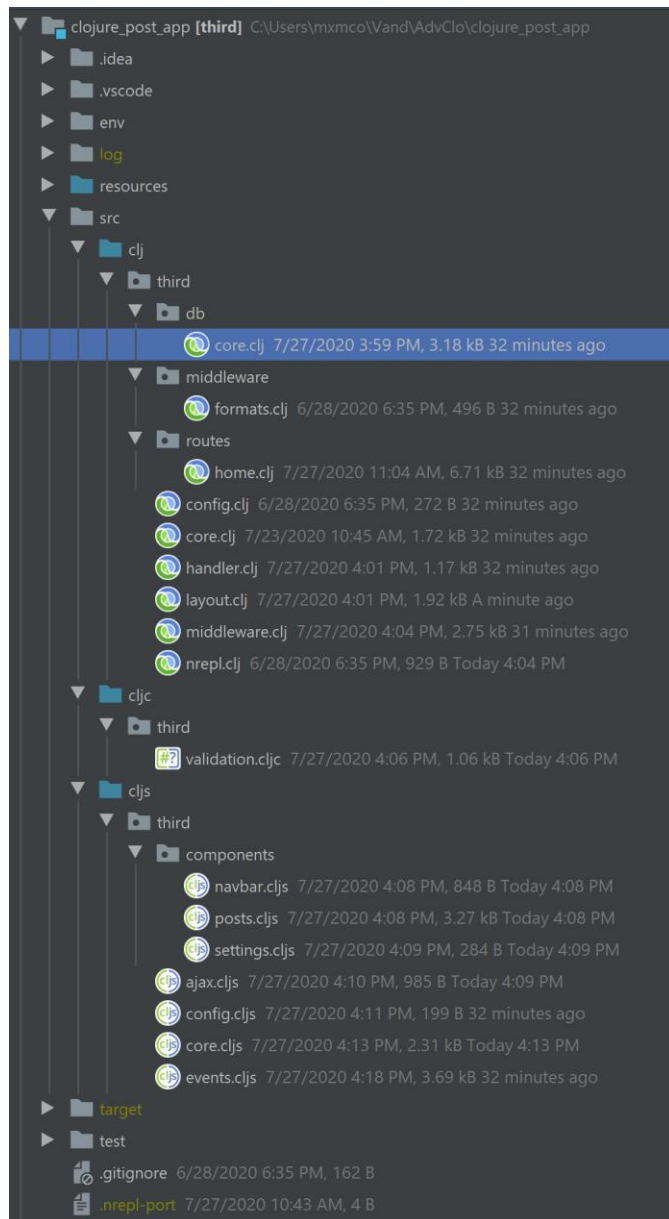 clojure_post_app [third] C:\Users\mxmco\Vand\AdvClo\clojure_post_app
.idea
.vscode
env
log
resources
src
clj
third
db
core.clj 7/27/2020 3:59 PM, 3.18 kB 32 minutes ago
middleware
formats.clj 6/28/2020 6:35 PM, 496 B 32 minutes ago
routes
home.clj 7/27/2020 11:04 AM, 6.71 kB 32 minutes ago
config.clj 6/28/2020 6:35 PM, 272 B 32 minutes ago
core.clj 7/23/2020 10:45 AM, 1.72 kB 32 minutes ago
handler.clj 7/27/2020 4:01 PM, 1.17 kB 32 minutes ago
layout.clj 7/27/2020 4:01 PM, 1.92 kB A minute ago
middleware.clj 7/27/2020 4:04 PM, 2.75 kB 31 minutes ago
nrepl.clj 6/28/2020 6:35 PM, 929 B Today 4:04 PM
cljc
third
#? validation.cljc 7/27/2020 4:06 PM, 1.06 kB Today 4:06 PM
cljs
third
components
cljs navbar.cljs 7/27/2020 4:08 PM, 848 B Today 4:08 PM
cljs posts.cljs 7/27/2020 4:08 PM, 3.27 kB Today 4:08 PM
cljs settings.cljs 7/27/2020 4:09 PM, 284 B Today 4:09 PM
cljs ajax.cljs 7/27/2020 4:10 PM, 985 B Today 4:09 PM
cljs config.cljs 7/27/2020 4:11 PM, 199 B 32 minutes ago
cljs core.cljs 7/27/2020 4:13 PM, 2.31 kB Today 4:13 PM
cljs events.cljs 7/27/2020 4:18 PM, 3.69 kB 32 minutes ago
target
test
.gitignore 6/28/2020 6:35 PM, 162 B
.nrepl-port 7/27/2020 10:43 AM, 4 B